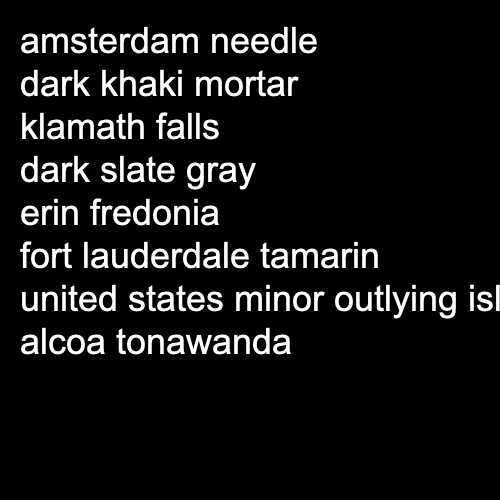 amsterdam needle
dark khaki mortar
klamath falls
dark slate gray
erin fredonia
fort lauderdale tamarin
united states minor outlying isl
alcoa tonawanda